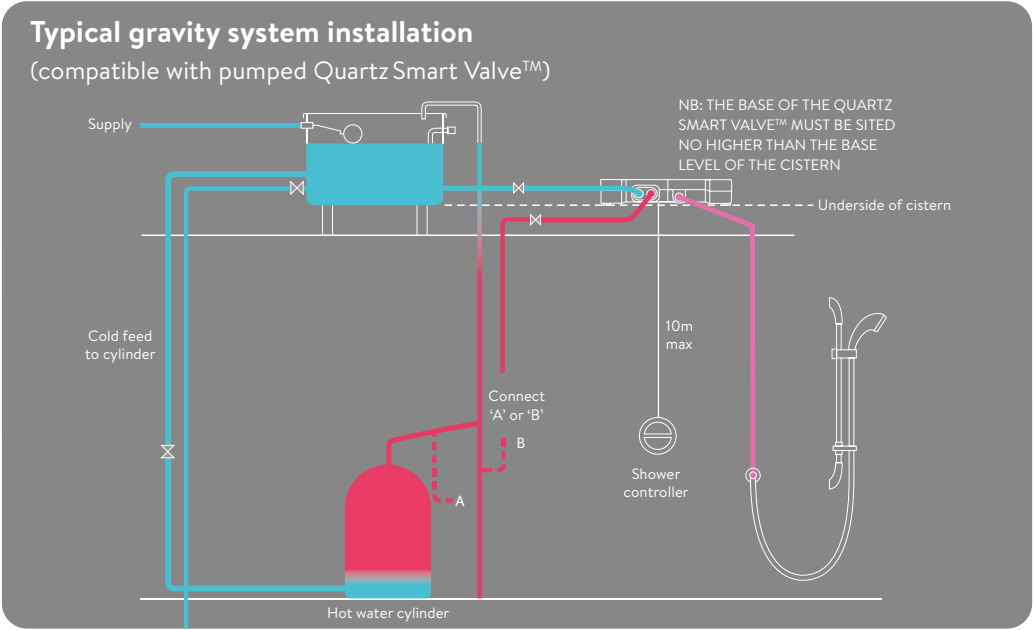 Typical gravity system installation
(compatible with pumped Quartz Smart Valve™)
Supply
NB: THE BASE OF THE QUARTZ
SMART VALVE™ MUST BE SITED
NO HIGHER THAN THE BASE
LEVEL OF THE CISTERN
Underside of cistern
Cold feed
to cylinder
10m
max
Connect
‘A’ or ‘B’
B
A
Shower
controller
Hot water cylinder